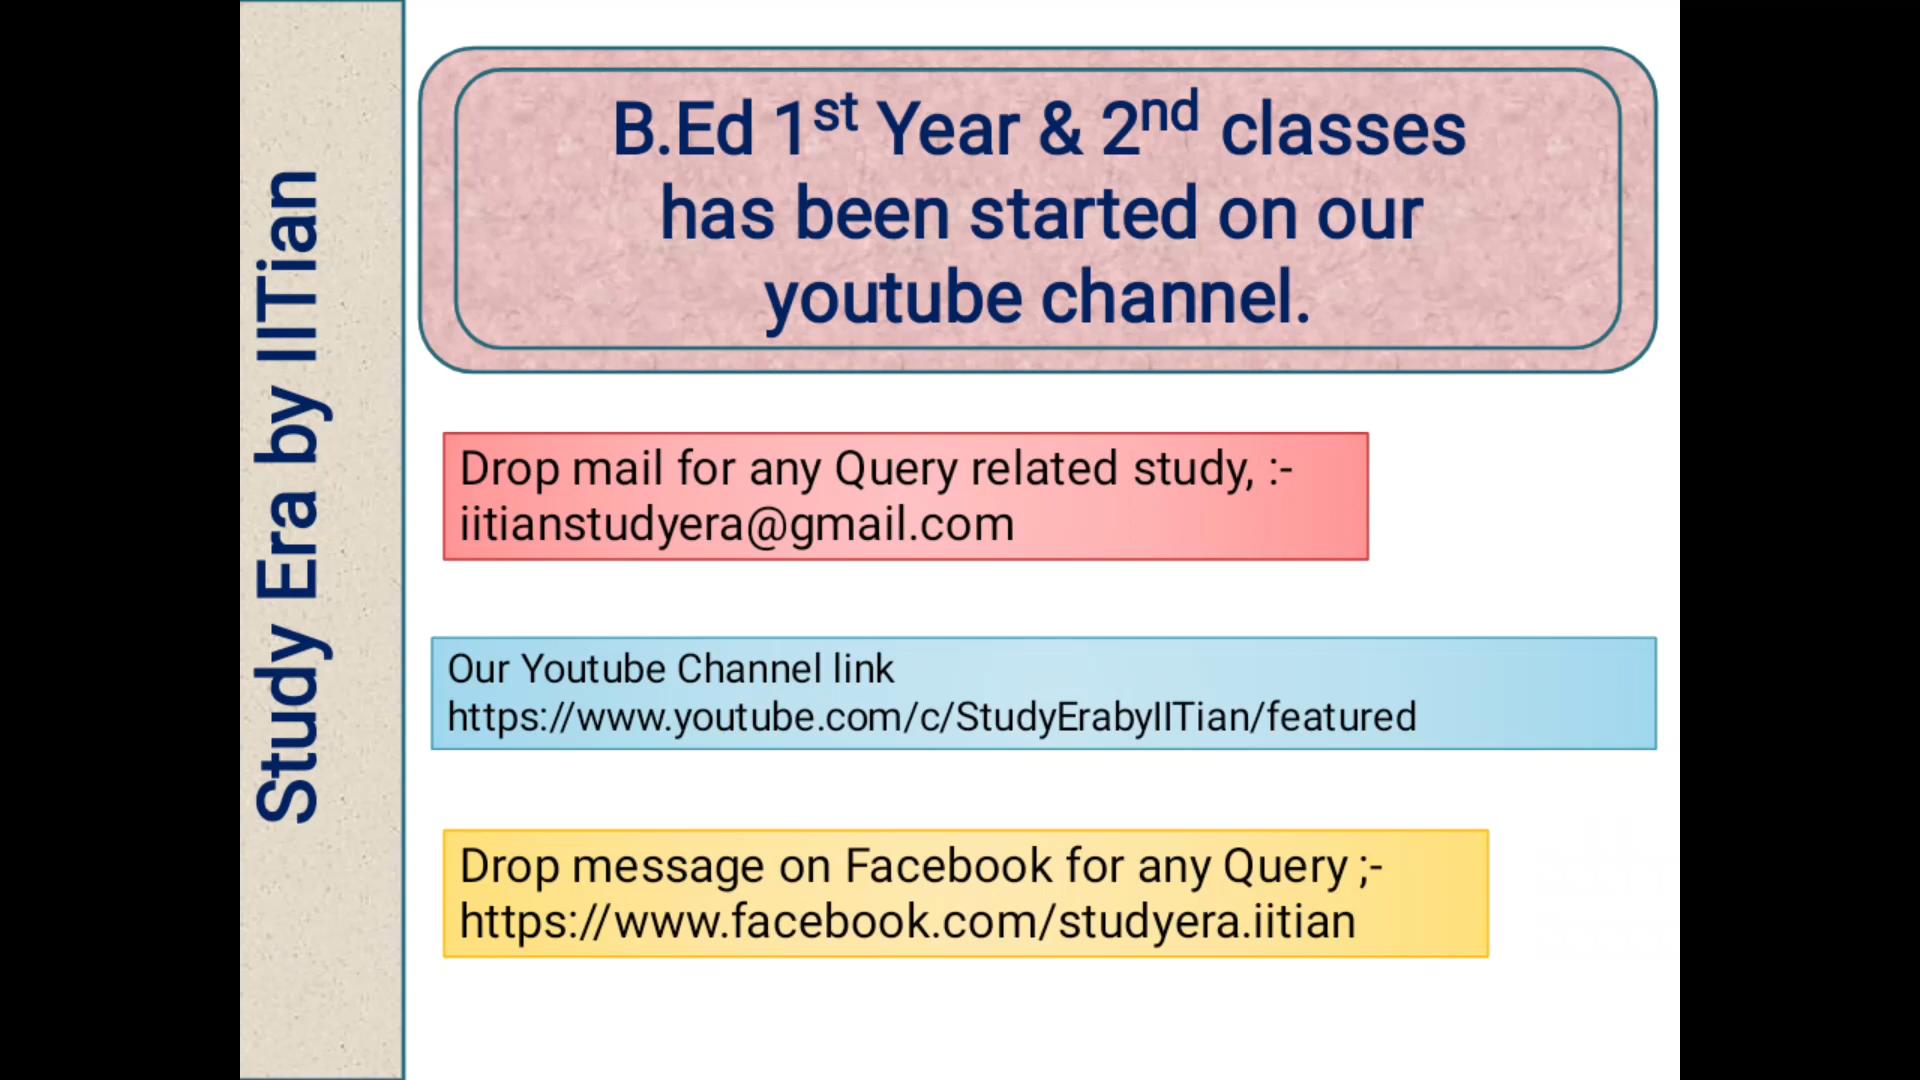 Study Era by IITian
B.Ed 1st Year & 2nd classes
has been started on our
youtube channel.
Drop mail for any Query related study, :-
iitianstudyera@gmail.com
Our Youtube Channel link
https://www.youtube.com/c/StudyErabyIITian/featured
Drop message on Facebook for any Query ;-
https://www.facebook.com/studyera.iitian